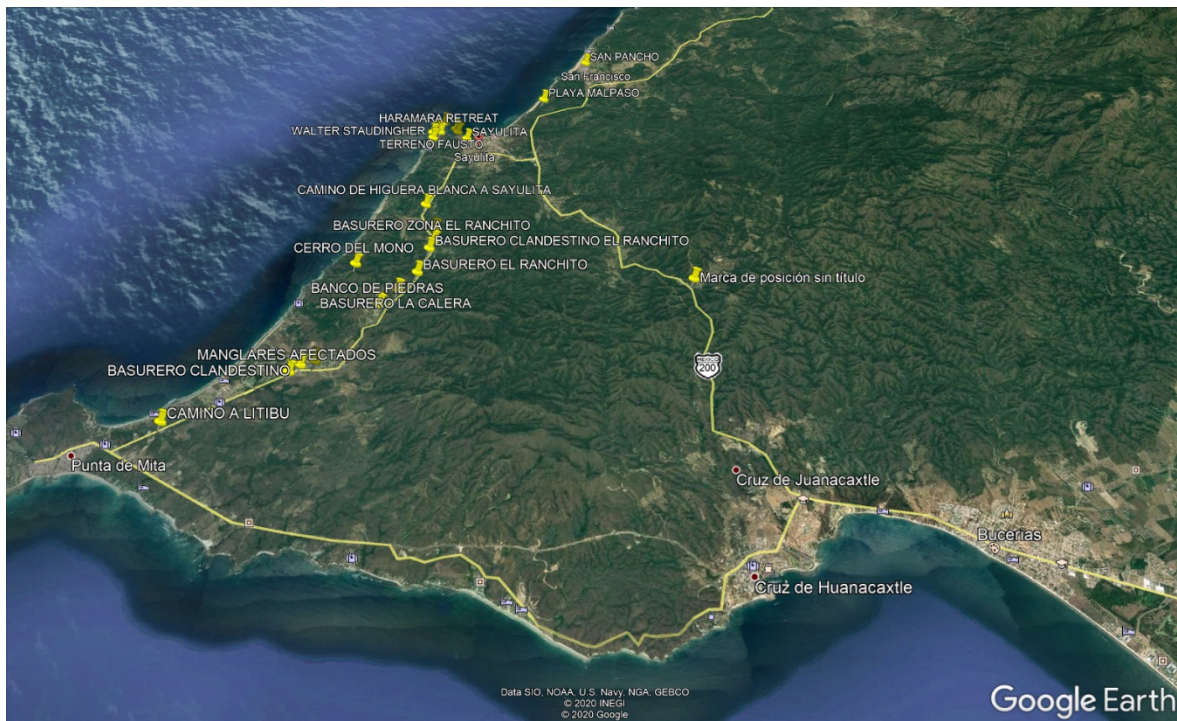 SAN PANCHO
San Francisco
PLAYA MALPASO
HARAMARA RETREAT
WALTER STAUDINGHER
SAYULITA
TERRENO FAUSTO
Sayulita
CAMINO DE HIGUERA BLANCA A SAYULITA
BASURERO ZONA EL RANCHITO
BASURERO CLANDESTINO EL RANCHITO
CERRO DEL MONO
BASURERO EL RANCHITO
Marca de posición sin título
BANCO DE PIEDRAS
BASURERO LA CALERA
MANGLARES AFECTADOS
BASURERO CLANDESTINO
MEXICO
200
CAMINO A LITIBU
Punta de Mita
Cruz de Juanacaxtle
Bucerias
Cruz de Huanacaxtle
Data SIO, NOAA, U.S. Navy, NGA, GEBCO
© 2020 INEGI
© 2020 Google
Google Earth